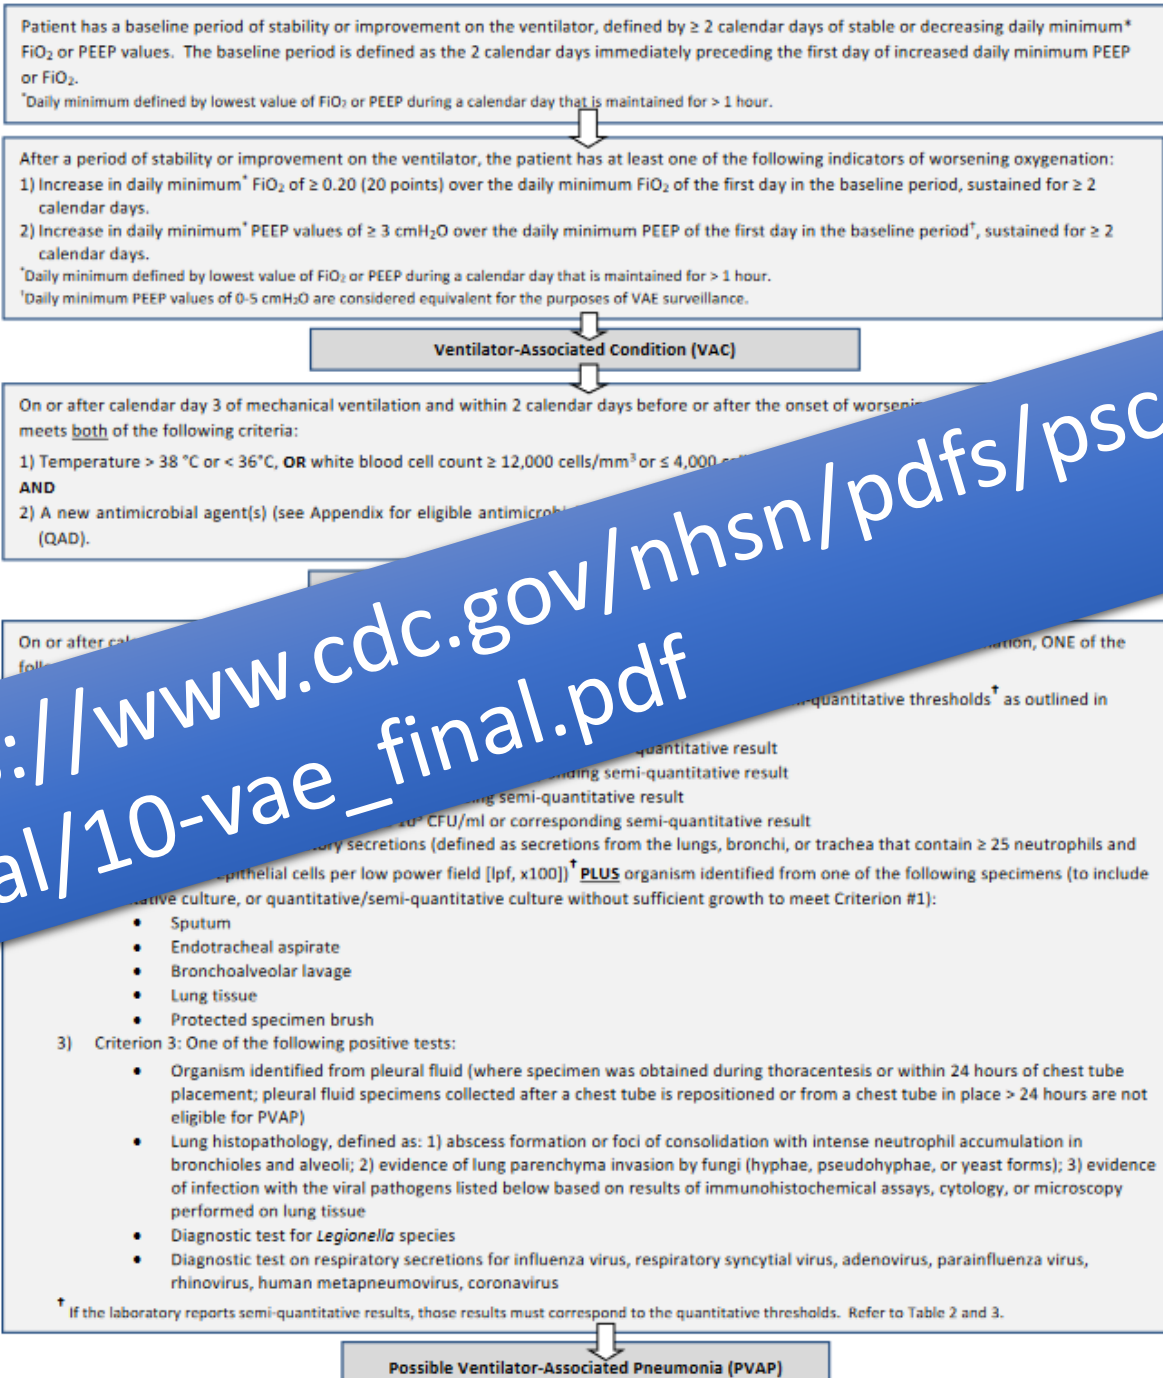 Patient has a baseline period of stability or improvement on the ventilator, defined by ≥ 2 calendar days of stable or decreasing daily minimum*
FiO₂ or PEEP values. The baseline period is defined as the 2 calendar days immediately preceding the first day of increased daily minimum PEEP
or FiO₂.
*Daily minimum defined by lowest value of FiO₂ or PEEP during a calendar day that is maintained for > 1 hour.
After a period of stability or improvement on the ventilator, the patient has at least one of the following indicators of worsening oxygenation:
1) Increase in daily minimum* FiO₂ of ≥ 0.20 (20 points) over the daily minimum FiO₂ of the first day in the baseline period, sustained for ≥ 2
calendar days.
2) Increase in daily minimum* PEEP values of ≥ 3 cmH₂O over the daily minimum PEEP of the first day in the baseline period†, sustained for ≥ 2
calendar days.
*Daily minimum defined by lowest value of FiO₂ or PEEP during a calendar day that is maintained for > 1 hour.
†Daily minimum PEEP values of 0-5 cmH₂O are considered equivalent for the purposes of VAE surveillance.
Ventilator-Associated Condition (VAC)
On or after calendar day 3 of mechanical ventilation and within 2 calendar days before or after the onset of
meets both of the following criteria:
1) Temperature > 38 °C or < 36°C, OR white blood cell count ≥ 12,000 cells/mm³ or ≤ 4,000
AND
2) A new antimicrobial agent(s) (see Appendix for eligible
(QAD).
On or after
ONE of the
://www.cdc.gov/nhsn/pdfs/psc
al/10-vae_final.pdf
thresholds† as outlined in
quantitative result
semi-quantitative result
semi-quantitative result
CFU/ml or corresponding semi-quantitative result
secretions (defined as secretions from the lungs, bronchi, or trachea that contain ≥ 25 neutrophils and
cells per low power field [lpf, x100])† PLUS organism identified from one of the following specimens (to include
culture, or quantitative/semi-quantitative culture without sufficient growth to meet Criterion #1):
• Sputum
• Endotracheal aspirate
• Bronchoalveolar lavage
• Lung tissue
• Protected specimen brush
3) Criterion 3: One of the following positive tests:
• Organism identified from pleural fluid (where specimen was obtained during thoracentesis or within 24 hours of chest tube
placement; pleural fluid specimens collected after a chest tube is repositioned or from a chest tube in place > 24 hours are not
eligible for PVAP)
• Lung histopathology, defined as: 1) abscess formation or foci of consolidation with intense neutrophil accumulation in
bronchioles and alveoli; 2) evidence of lung parenchyma invasion by fungi (hyphae, pseudohyphae, or yeast forms); 3) evidence
of infection with the viral pathogens listed below based on results of immunohistochemical assays, cytology, or microscopy
performed on lung tissue
• Diagnostic test for Legionella species
• Diagnostic test on respiratory secretions for influenza virus, respiratory syncytial virus, adenovirus, parainfluenza virus,
rhinovirus, human metapneumovirus, coronavirus
† If the laboratory reports semi-quantitative results, those results must correspond to the quantitative thresholds. Refer to Table 2 and 3.
Possible Ventilator-Associated Pneumonia (PVAP)